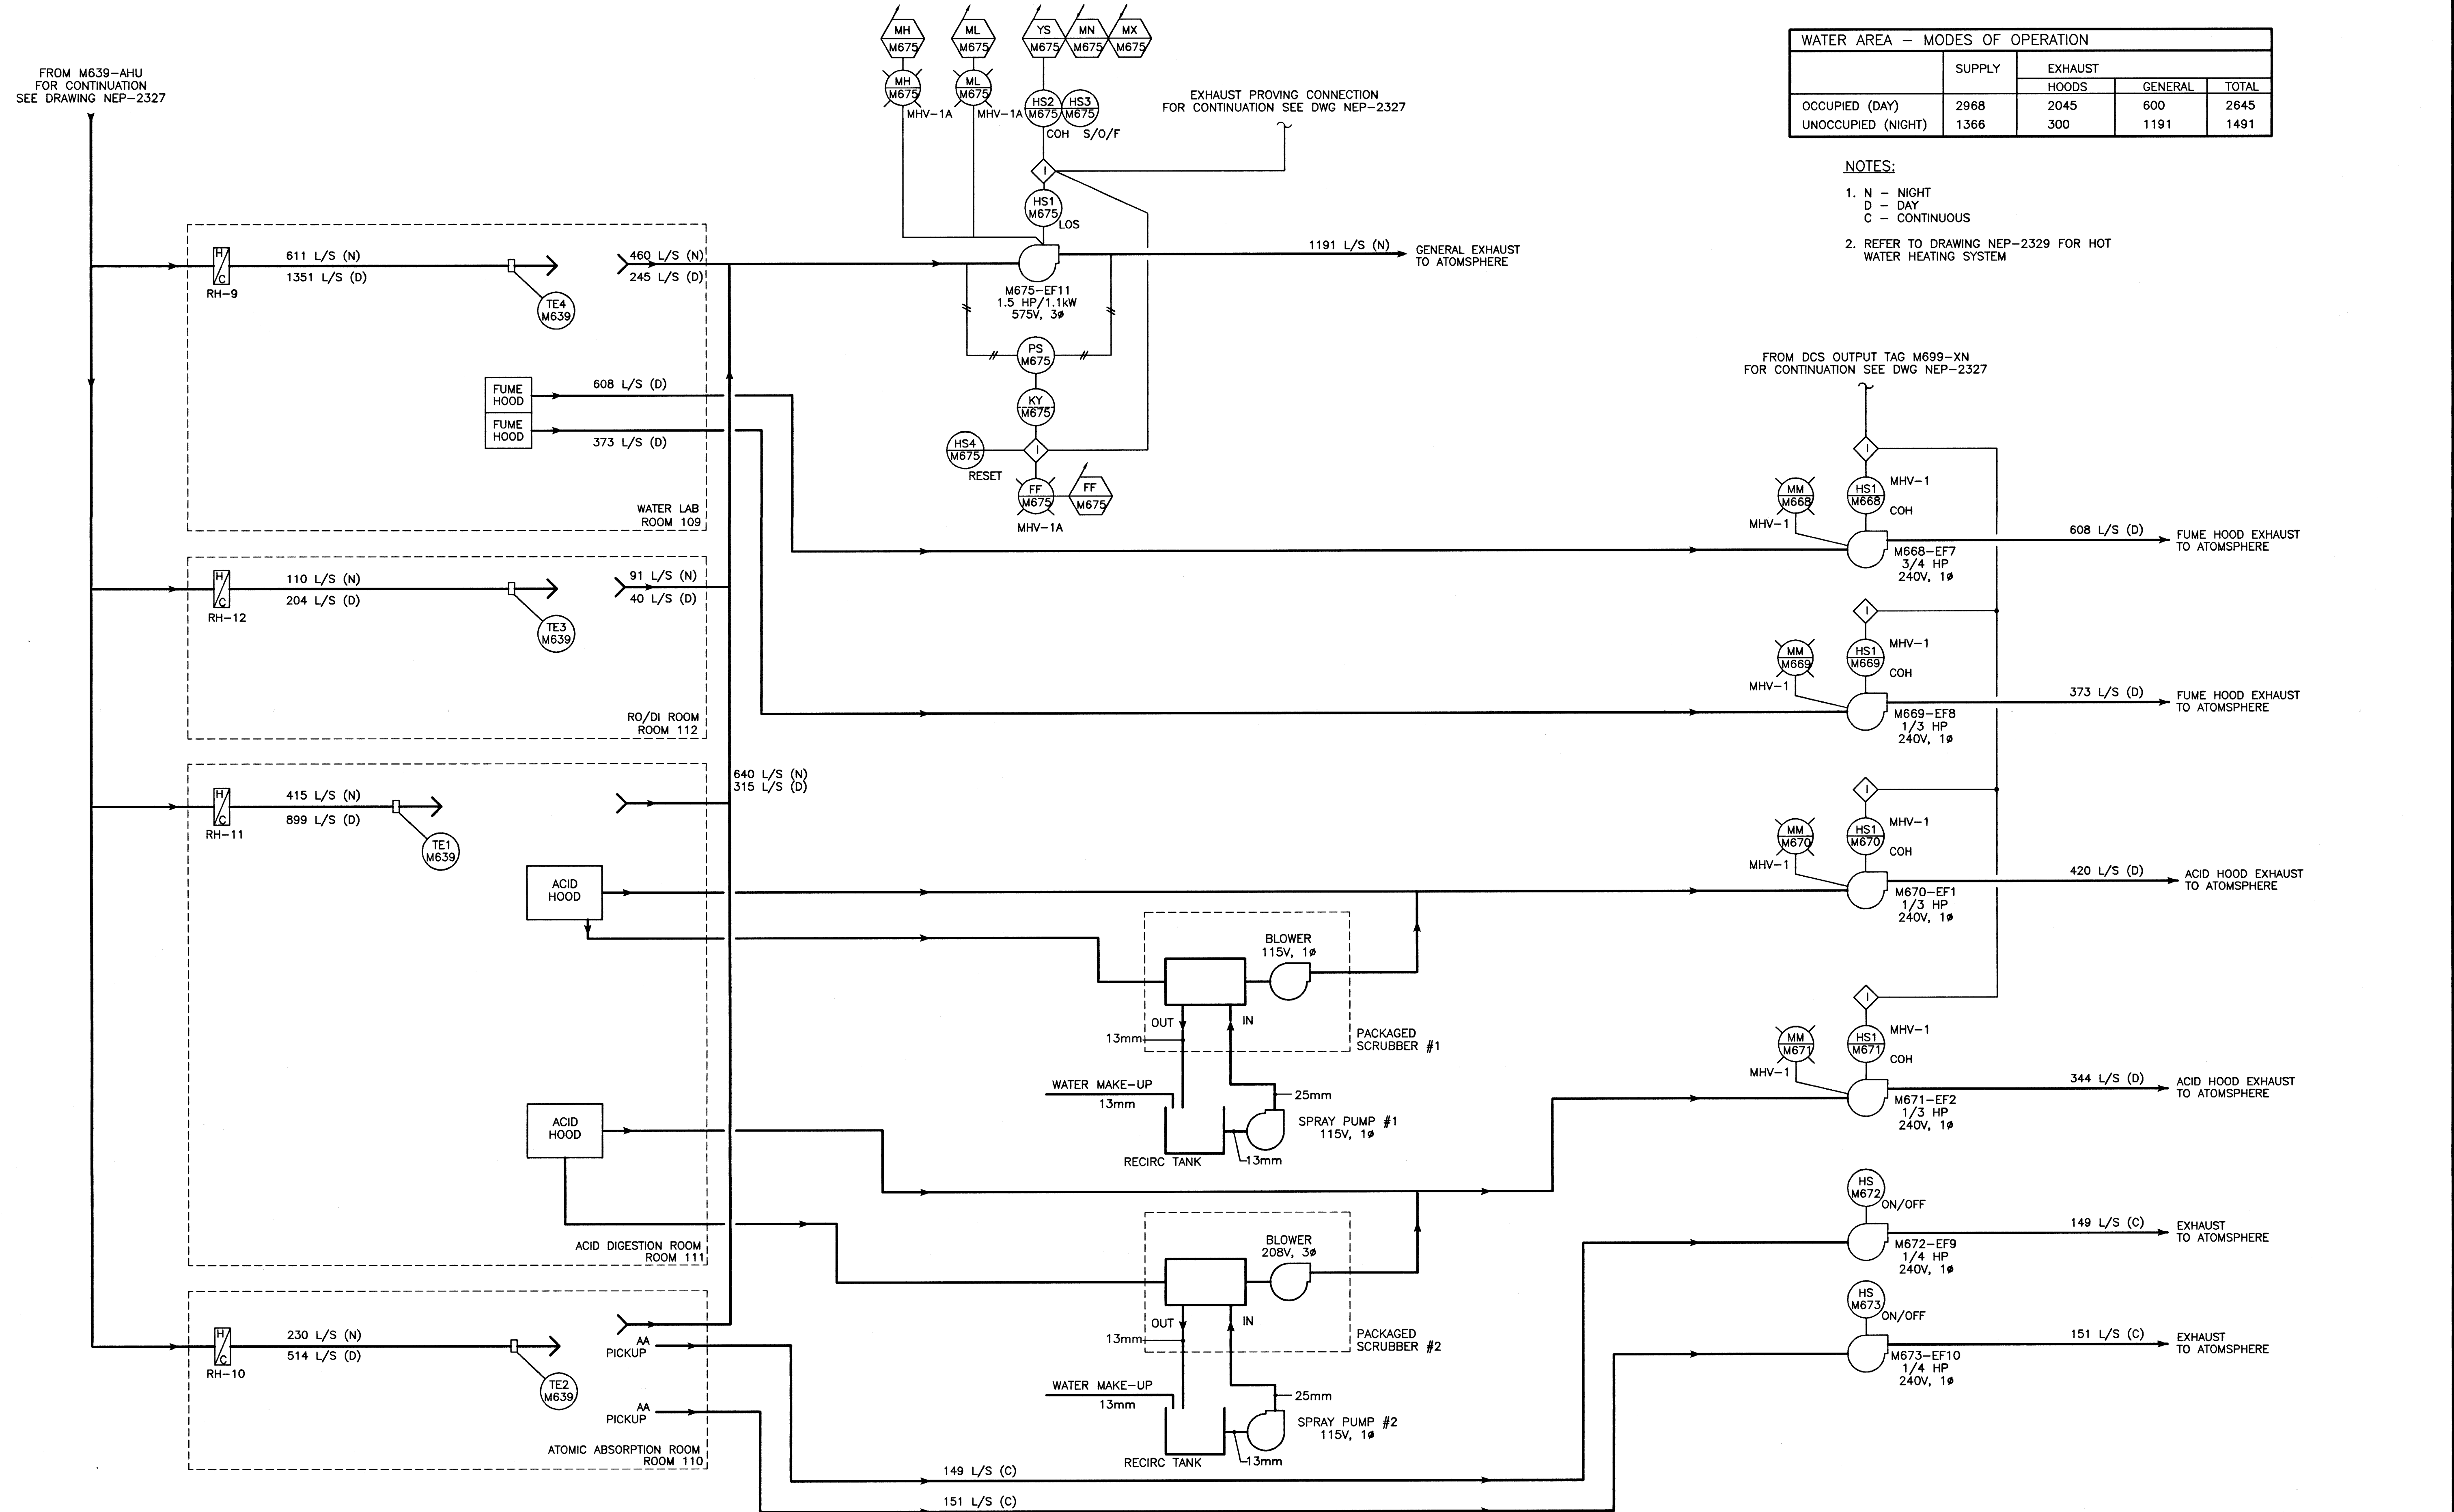 FROM M639-AHU
FOR CONTINUATION
SEE DRAWING NEP-2327
MH
M675
ML
M675
YS
M675
MN
M675
MX
M675
MH
M675
MHV-1A
ML
M675
MHV-1A
HS2
M675
HS3
M675
COH S/O/F
EXHAUST PROVING CONNECTION
FOR CONTINUATION SEE DWG NEP-2327
I
HS1
M675
LOS
WATER AREA - MODES OF OPERATION
SUPPLY EXHAUST
HOODS GENERAL TOTAL
OCCUPIED (DAY) 2968 2045 600 2645
UNOCCUPIED (NIGHT) 1366 300 1191 1491
NOTES:
1. N - NIGHT
D - DAY
C - CONTINUOUS
2. REFER TO DRAWING NEP-2329 FOR HOT
WATER HEATING SYSTEM
H/C
RH-9
611 L/S (N)
1351 L/S (D)
TE4
M639
460 L/S (N)
245 L/S (D)
1191 L/S (N)
GENERAL EXHAUST
TO ATOMSPHERE
M675-EF11
1.5 HP/1.1kW
575V, 3ø
PS
M675
KY
M675
HS4
M675
RESET
I
FF
M675
FF
M675
MHV-1A
FUME
HOOD
608 L/S (D)
FUME
HOOD
373 L/S (D)
WATER LAB
ROOM 109
FROM DCS OUTPUT TAG M699-XN
FOR CONTINUATION SEE DWG NEP-2327
I
MM
M668
MHV-1
HS1
M668
MHV-1
COH
M668-EF7
3/4 HP
240V, 1ø
608 L/S (D)
FUME HOOD EXHAUST
TO ATOMSPHERE
H/C
RH-12
110 L/S (N)
204 L/S (D)
TE3
M639
91 L/S (N)
40 L/S (D)
RO/DI ROOM
ROOM 112
I
MM
M669
MHV-1
HS1
M669
MHV-1
COH
M669-EF8
1/3 HP
240V, 1ø
373 L/S (D)
FUME HOOD EXHAUST
TO ATOMSPHERE
640 L/S (N)
315 L/S (D)
H/C
RH-11
415 L/S (N)
899 L/S (D)
TE1
M639
ACID
HOOD
I
MM
M670
MHV-1
HS1
M670
MHV-1
COH
M670-EF1
1/3 HP
240V, 1ø
420 L/S (D)
ACID HOOD EXHAUST
TO ATOMSPHERE
BLOWER
115V, 1ø
OUT
IN
13mm
PACKAGED
SCRUBBER #1
WATER MAKE-UP
13mm
25mm
SPRAY PUMP #1
115V, 1ø
RECIRC TANK
13mm
ACID
HOOD
I
MM
M671
MHV-1
HS1
M671
MHV-1
COH
M671-EF2
1/3 HP
240V, 1ø
344 L/S (D)
ACID HOOD EXHAUST
TO ATOMSPHERE
ACID DIGESTION ROOM
ROOM 111
BLOWER
208V, 3ø
OUT
IN
13mm
PACKAGED
SCRUBBER #2
WATER MAKE-UP
13mm
25mm
SPRAY PUMP #2
115V, 1ø
RECIRC TANK
13mm
HS
M672
ON/OFF
M672-EF9
1/4 HP
240V, 1ø
149 L/S (C)
EXHAUST
TO ATOMSPHERE
HS
M673
ON/OFF
M673-EF10
1/4 HP
240V, 1ø
151 L/S (C)
EXHAUST
TO ATOMSPHERE
H/C
RH-10
230 L/S (N)
514 L/S (D)
TE2
M639
AA
PICKUP
AA
PICKUP
ATOMIC ABSORPTION ROOM
ROOM 110
149 L/S (C)
151 L/S (C)